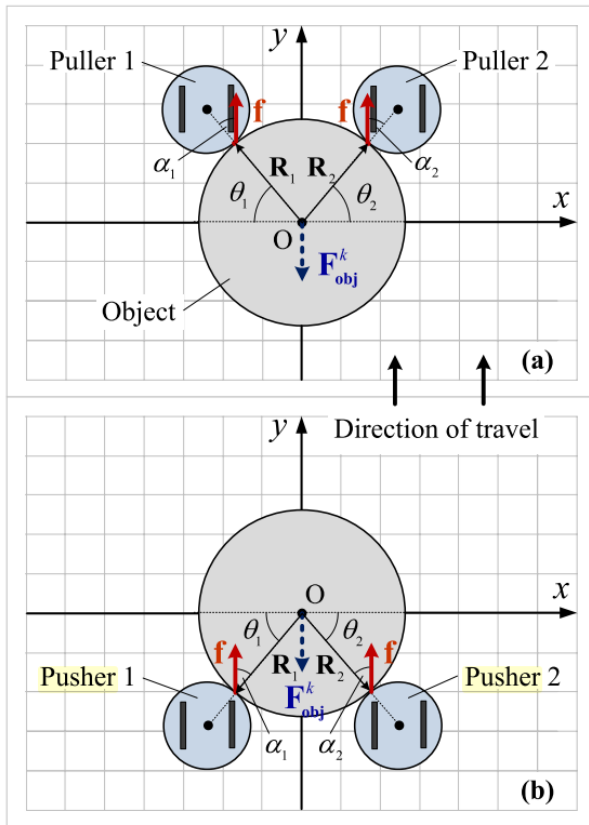 y
Puller 1
Puller 2
f
f
α₁
α₂
R₁
R₂
θ₁
θ₂
x
O
F^k_obj
Object
(a)
y
Direction of travel
x
O
θ₁
θ₂
f
f
R₁
R₂
Pusher 1
Pusher 2
F^k_obj
α₁
α₂
(b)